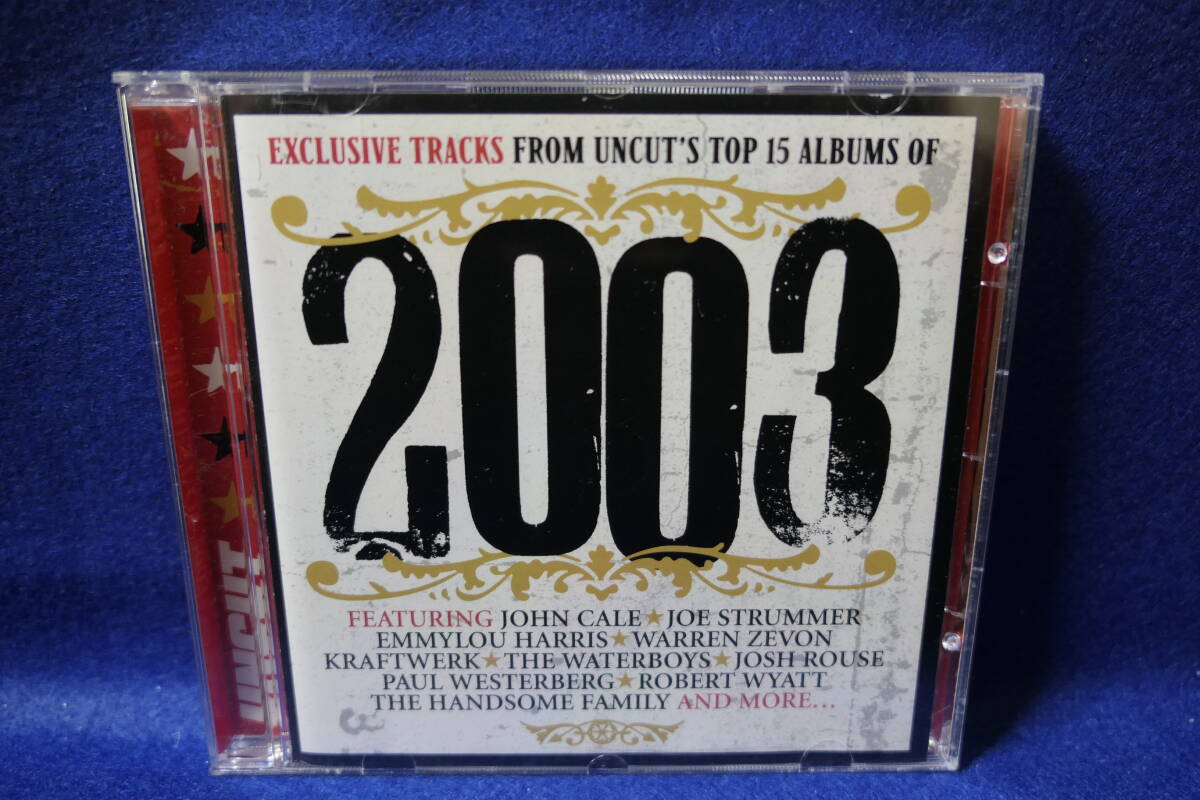 EXCLUSIVE TRACKS FROM UNCUT'S TOP 15 ALBUMS OF
2003
FEATURING JOHN CALE★JOE STRUMMER
EMMYLOU HARRIS★WARREN ZEVON
KRAFTWERK★THE WATERBOYS★JOSH ROUSE
PAUL WESTERBERG★ROBERT WYATT
THE HANDSOME FAMILY AND MORE...
UNCUT